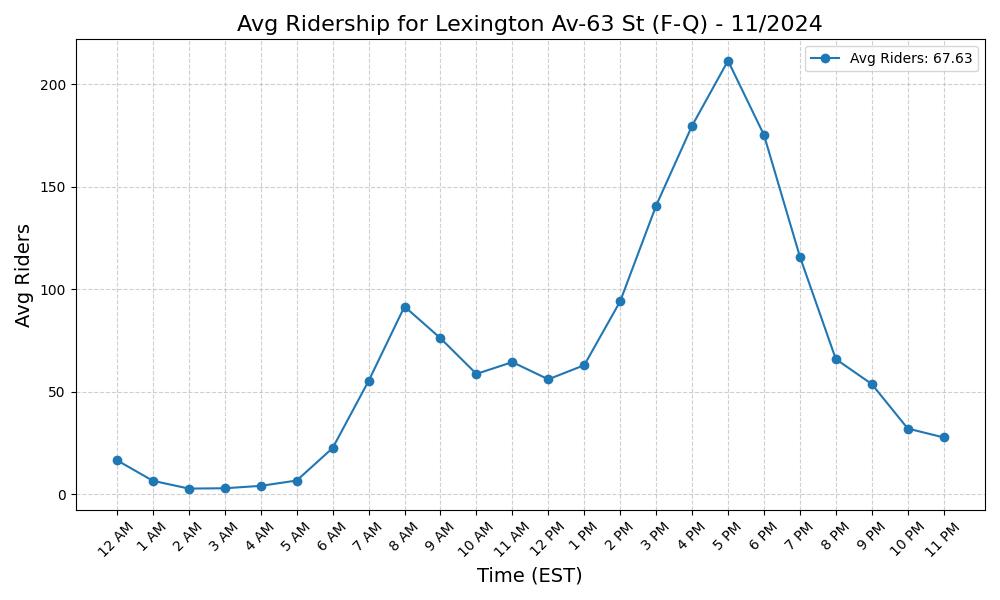 Avg Ridership for Lexington Av-63 St (F-Q) - 11/2024
Avg Riders: 67.63
Avg Riders
200
150
100
50
0
12 AM
1 AM
2 AM
3 AM
4 AM
5 AM
6 AM
7 AM
8 AM
9 AM
10 AM
11 AM
12 PM
1 PM
2 PM
3 PM
4 PM
5 PM
6 PM
7 PM
8 PM
9 PM
10 PM
11 PM
Time (EST)